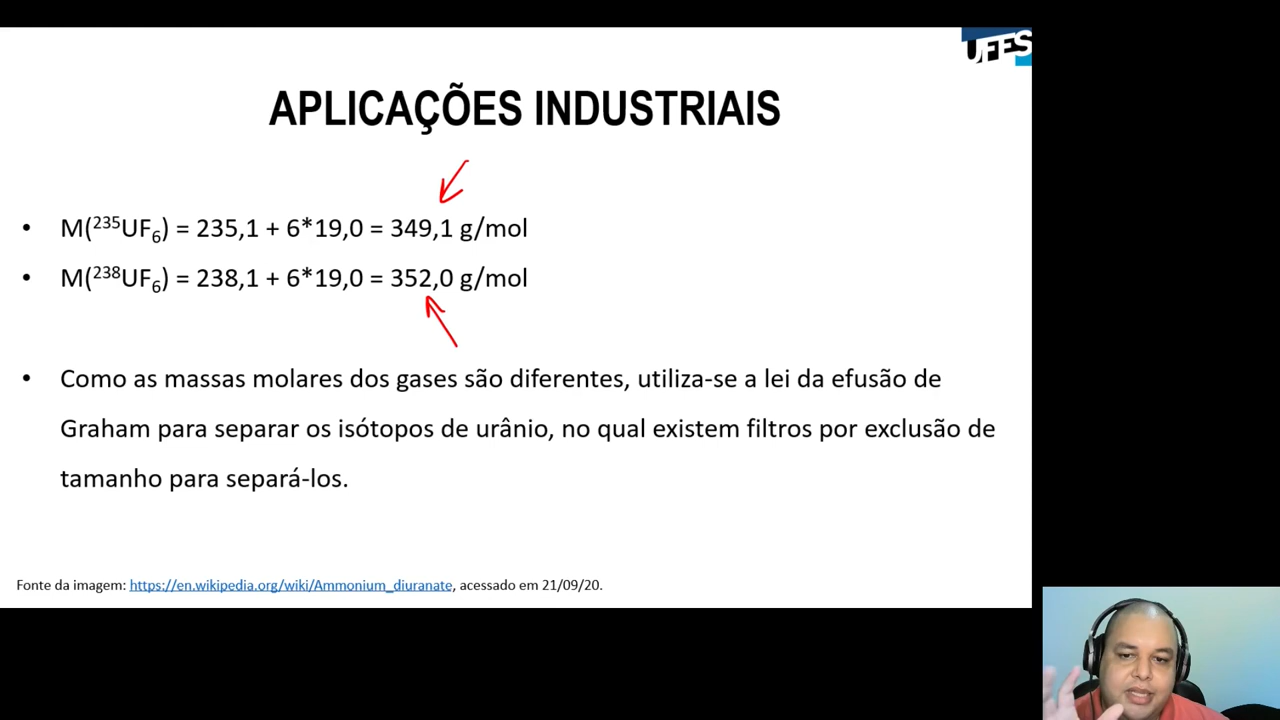 UFES
APLICAÇÕES INDUSTRIAIS
• M(²³⁵UF₆) = 235,1 + 6*19,0 = 349,1 g/mol
• M(²³⁸UF₆) = 238,1 + 6*19,0 = 352,0 g/mol
• Como as massas molares dos gases são diferentes, utiliza-se a lei da efusão de
Graham para separar os isótopos de urânio, no qual existem filtros por exclusão de
tamanho para separá-los.
Fonte da imagem: https://en.wikipedia.org/wiki/Ammonium_diuranate, acessado em 21/09/20.